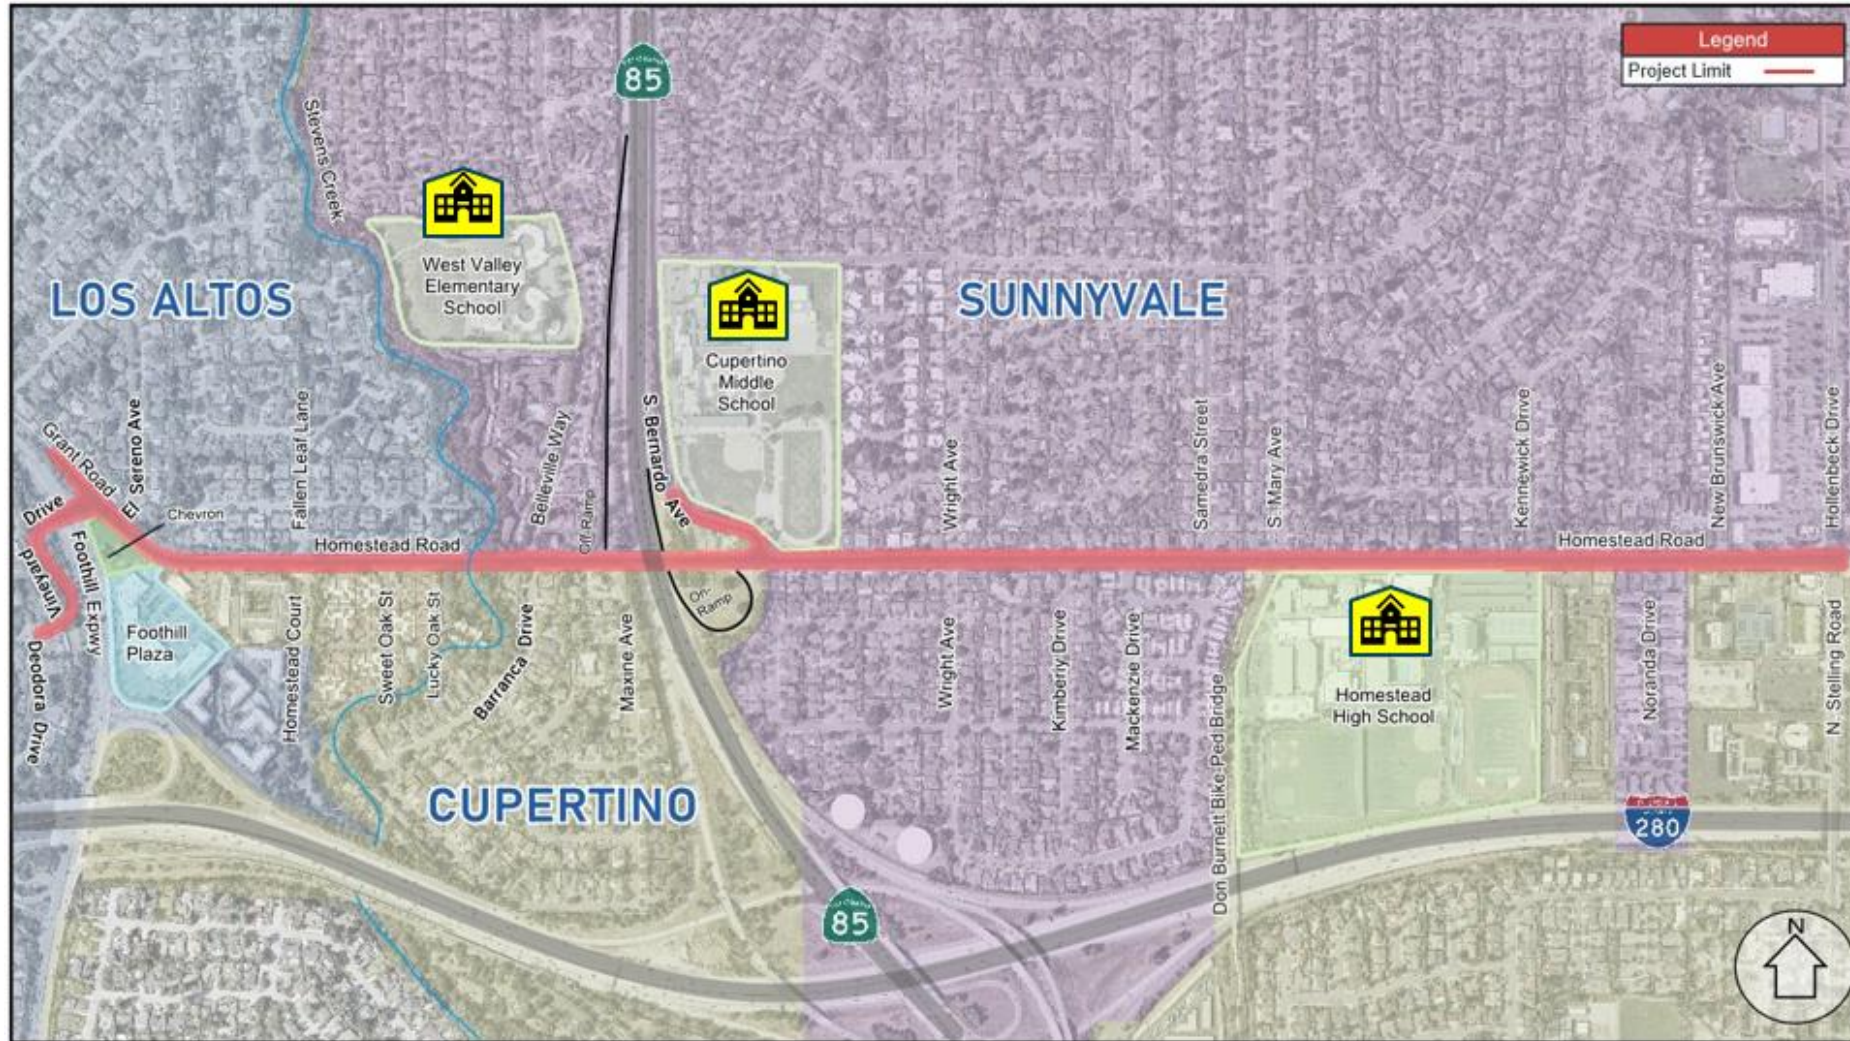 Legend
Project Limit
85
Stevens Creek
West Valley
Elementary
School
LOS ALTOS
SUNNYVALE
Cupertino
Middle
School
Grant Road
El Sereno Ave
Fallen Leaf Lane
Belleville Way
Off-Ramp
S. Bernardo Ave
Wright Ave
Samedra Street
S. Mary Ave
Kennewick Drive
New Brunswick Ave
Hollenbeck Drive
Chevron
Homestead Road
Homestead Road
Vineyard Drive
Foothill Expwy
Deodora Drive
Foothill
Plaza
Homestead Court
Sweet Oak St
Lucky Oak St
Barranca Drive
Maxine Ave
On-
Ramp
Wright Ave
Kimberly Drive
Mackenzie Drive
Don Burnett Bike-Ped Bridge
Homestead
High School
Noranda Drive
N. Stelling Road
CUPERTINO
280
85
N